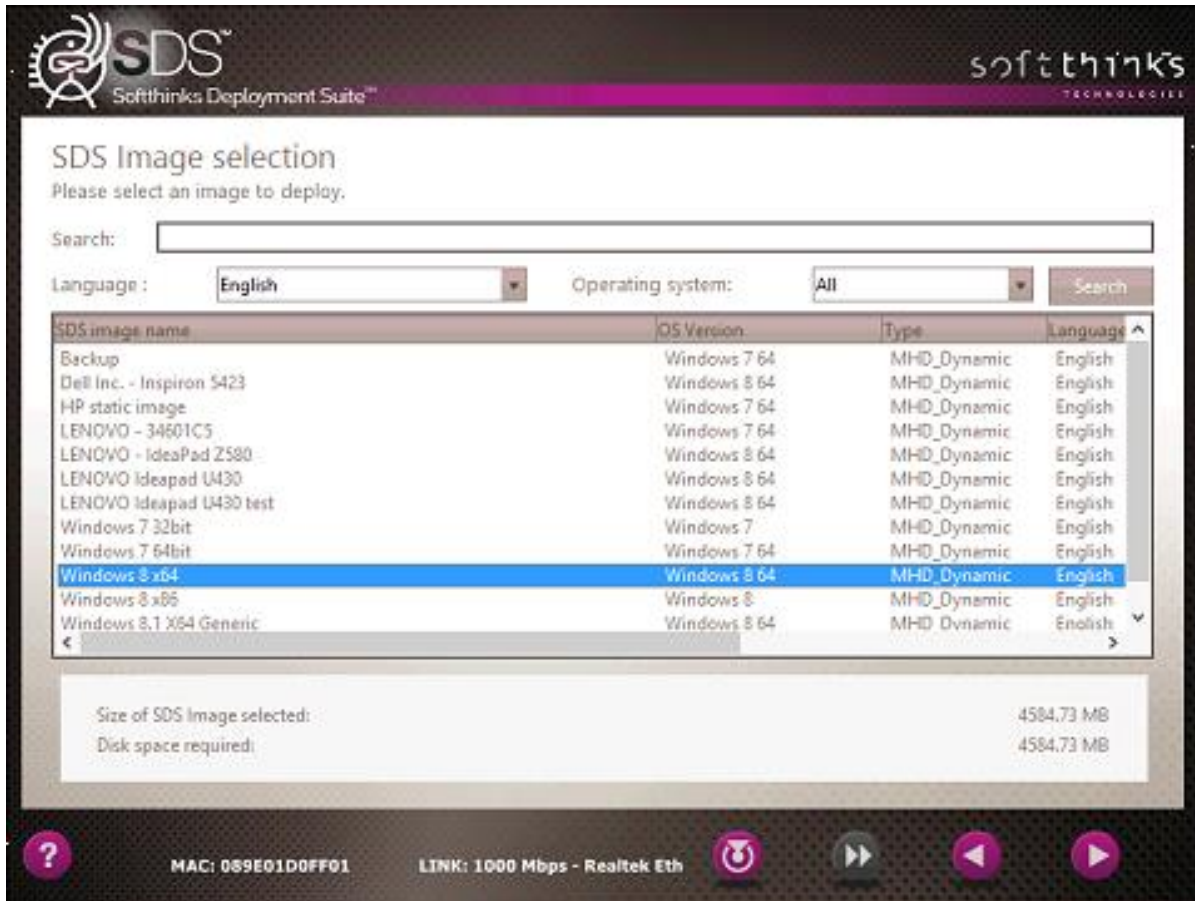 SDS™
Softthinks Deployment Suite™
softthinks
TECHNOLOGIES
SDS Image selection
Please select an image to deploy.
Search:
Language : English Operating system: All Search
SDS image name OS Version Type Language
Backup Windows 7 64 MHD_Dynamic English
Dell Inc. - Inspiron 5423 Windows 8 64 MHD_Dynamic English
HP static image Windows 7 64 MHD_Dynamic English
LENOVO - 34601C5 Windows 7 64 MHD_Dynamic English
LENOVO - IdeaPad Z580 Windows 8 64 MHD_Dynamic English
LENOVO Ideapad U430 Windows 8 64 MHD_Dynamic English
LENOVO Ideapad U430 test Windows 8 64 MHD_Dynamic English
Windows 7 32bit Windows 7 MHD_Dynamic English
Windows 7 64bit Windows 7 64 MHD_Dynamic English
Windows 8 x64 Windows 8 64 MHD_Dynamic English
Windows 8 x86 Windows 8 MHD_Dynamic English
Windows 8.1 X64 Generic Windows 8 64 MHD_Dynamic English
Size of SDS Image selected: 4584.73 MB
Disk space required: 4584.73 MB
? MAC: 089E01D0FF01 LINK: 1000 Mbps - Realtek Eth